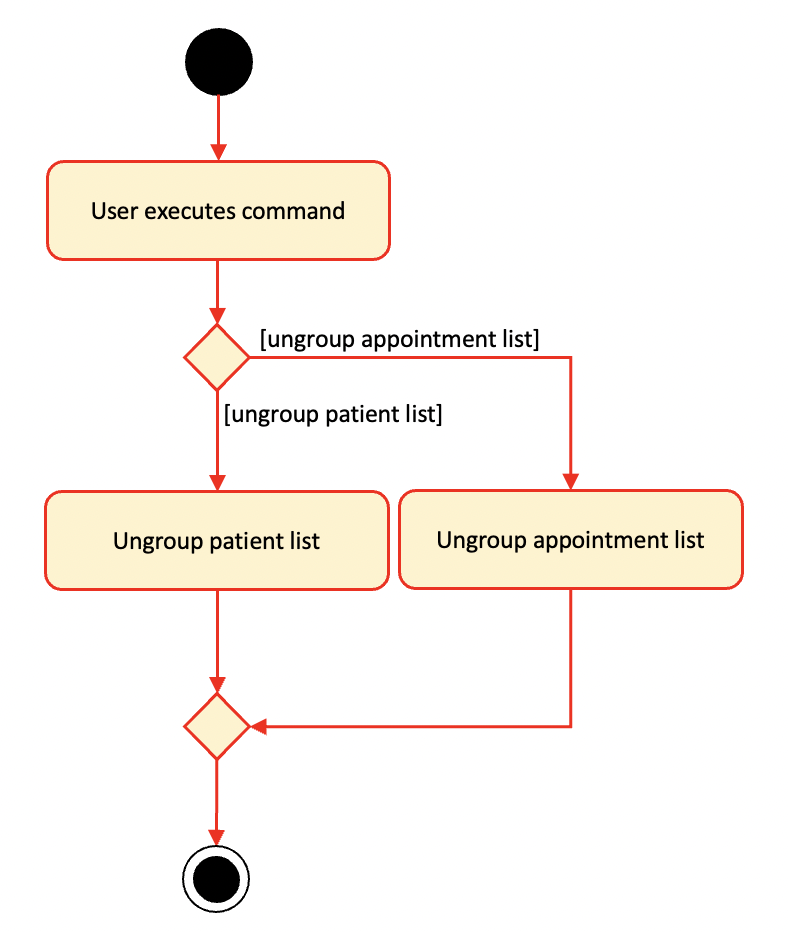 User executes command
[ungroup appointment list]
[ungroup patient list]
Ungroup patient list
Ungroup appointment list